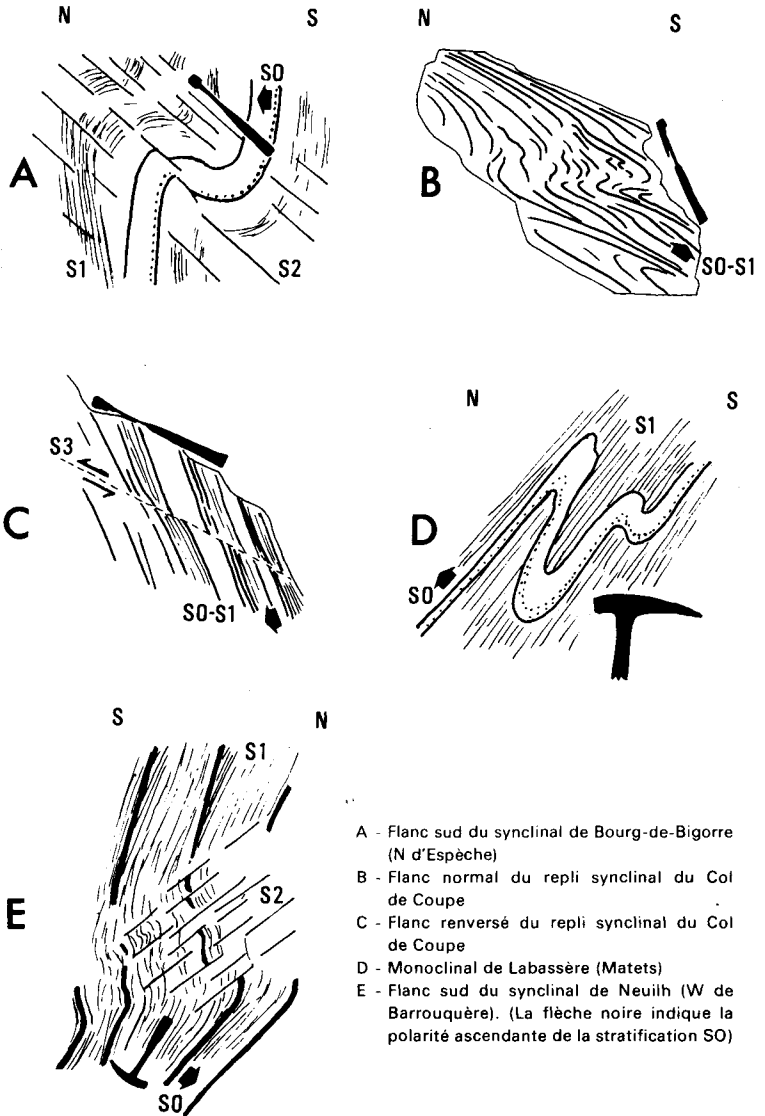 N S
S0
A
S1 S2
N S
B
S0-S1
S3
C
S0-S1
N S
S1
D
S0
S N
S1
S2
E
S0
A - Flanc sud du synclinal de Bourg-de-Bigorre
(N d'Espèche)
B - Flanc normal du repli synclinal du Col
de Coupe
C - Flanc renversé du repli synclinal du Col
de Coupe
D - Monoclinal de Labassère (Matets)
E - Flanc sud du synclinal de Neuilh (W de
Barrouquère). (La flèche noire indique la
polarité ascendante de la stratification SO)